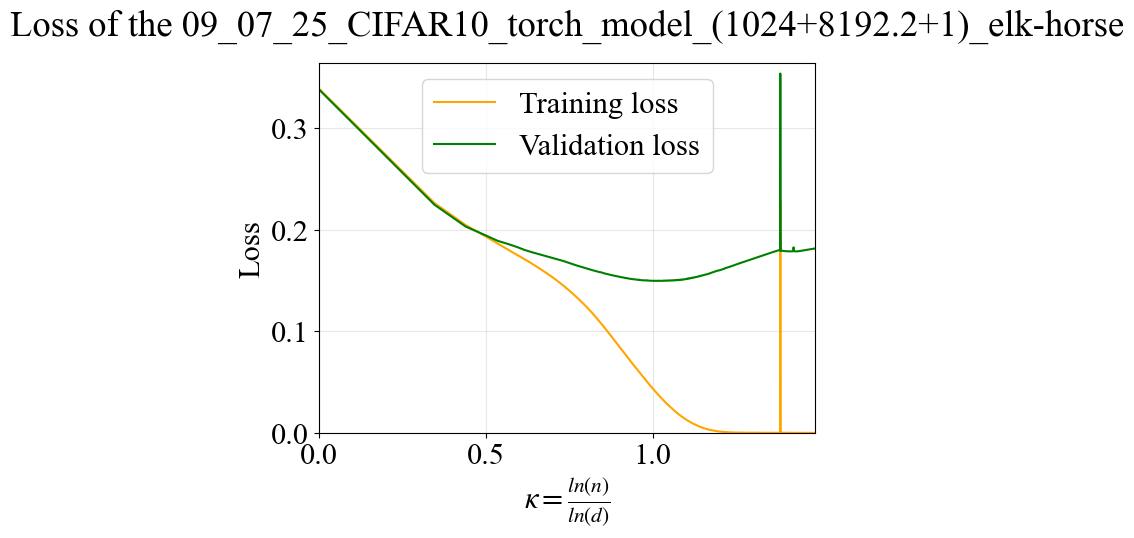 Loss of the 09_07_25_CIFAR10_torch_model_(1024+8192.2+1)_elk-horse
Training loss
Validation loss
Loss
0.3
0.2
0.1
0.0
0.0 0.5 1.0
κ = ln(n)/ln(d)